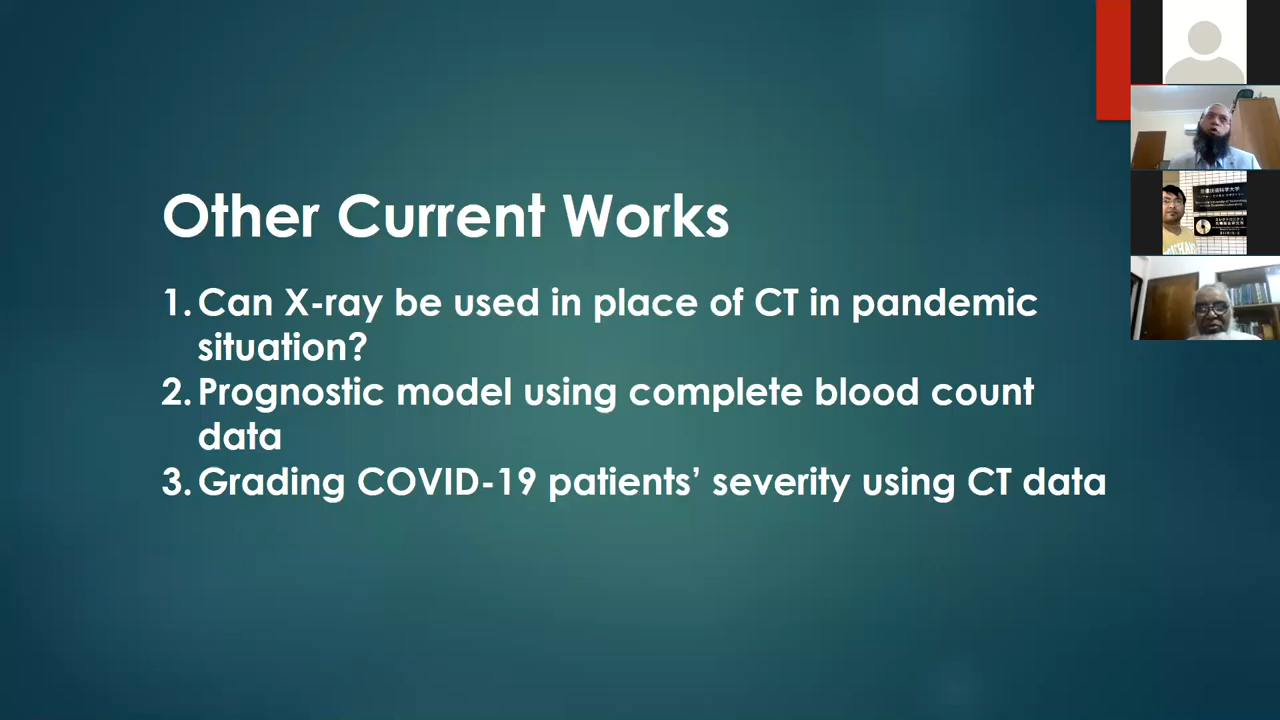 Other Current Works
1. Can X-ray be used in place of CT in pandemic
situation?
2. Prognostic model using complete blood count
data
3. Grading COVID-19 patients’ severity using CT data